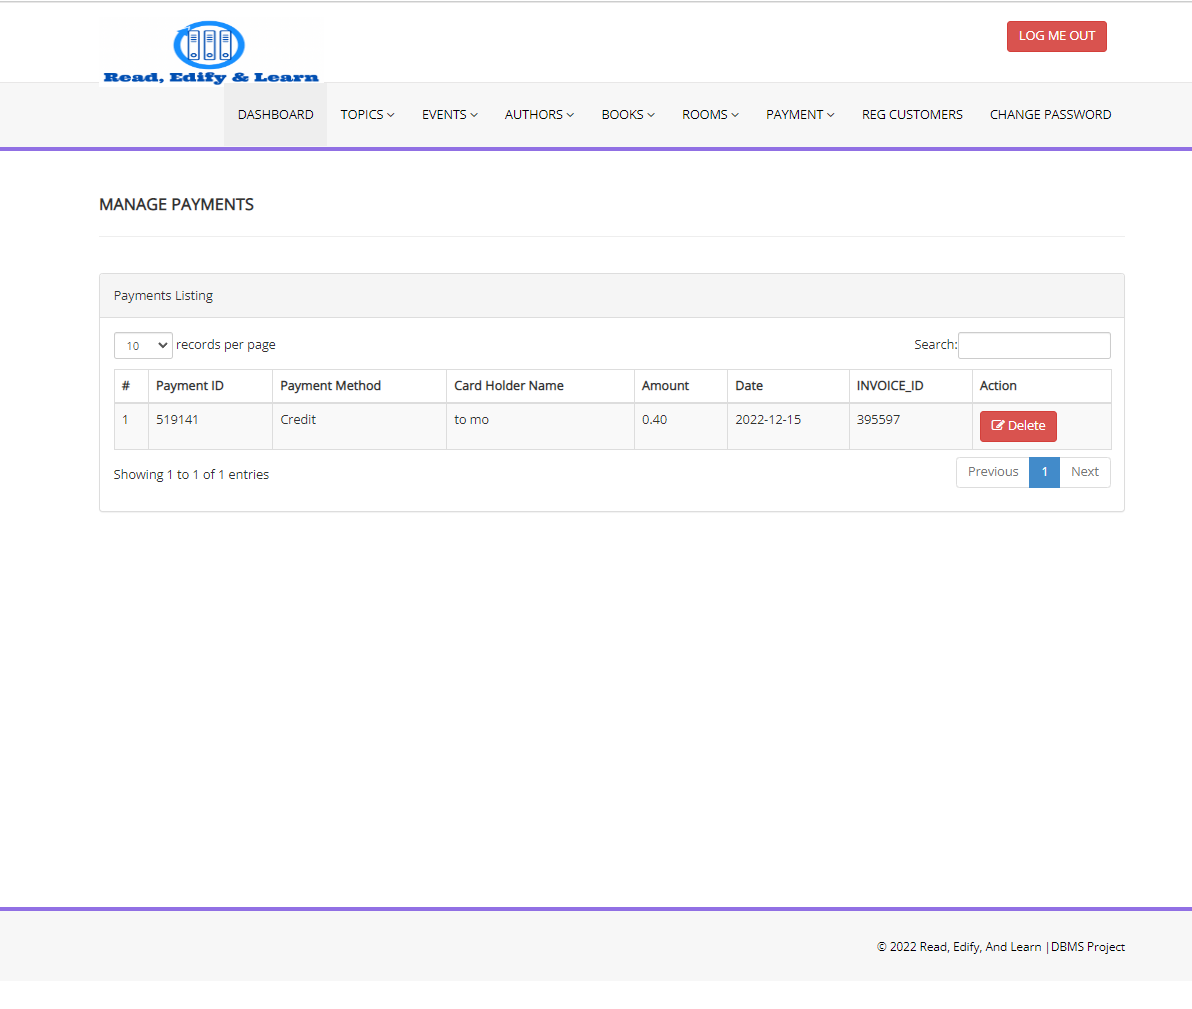 Read, Edify & Learn
LOG ME OUT
DASHBOARD TOPICS EVENTS AUTHORS BOOKS ROOMS PAYMENT REG CUSTOMERS CHANGE PASSWORD
MANAGE PAYMENTS
Payments Listing
10 records per page Search:
# Payment ID Payment Method Card Holder Name Amount Date INVOICE_ID Action
1 519141 Credit to mo 0.40 2022-12-15 395597 Delete
Showing 1 to 1 of 1 entries Previous 1 Next
© 2022 Read, Edify, And Learn |DBMS Project